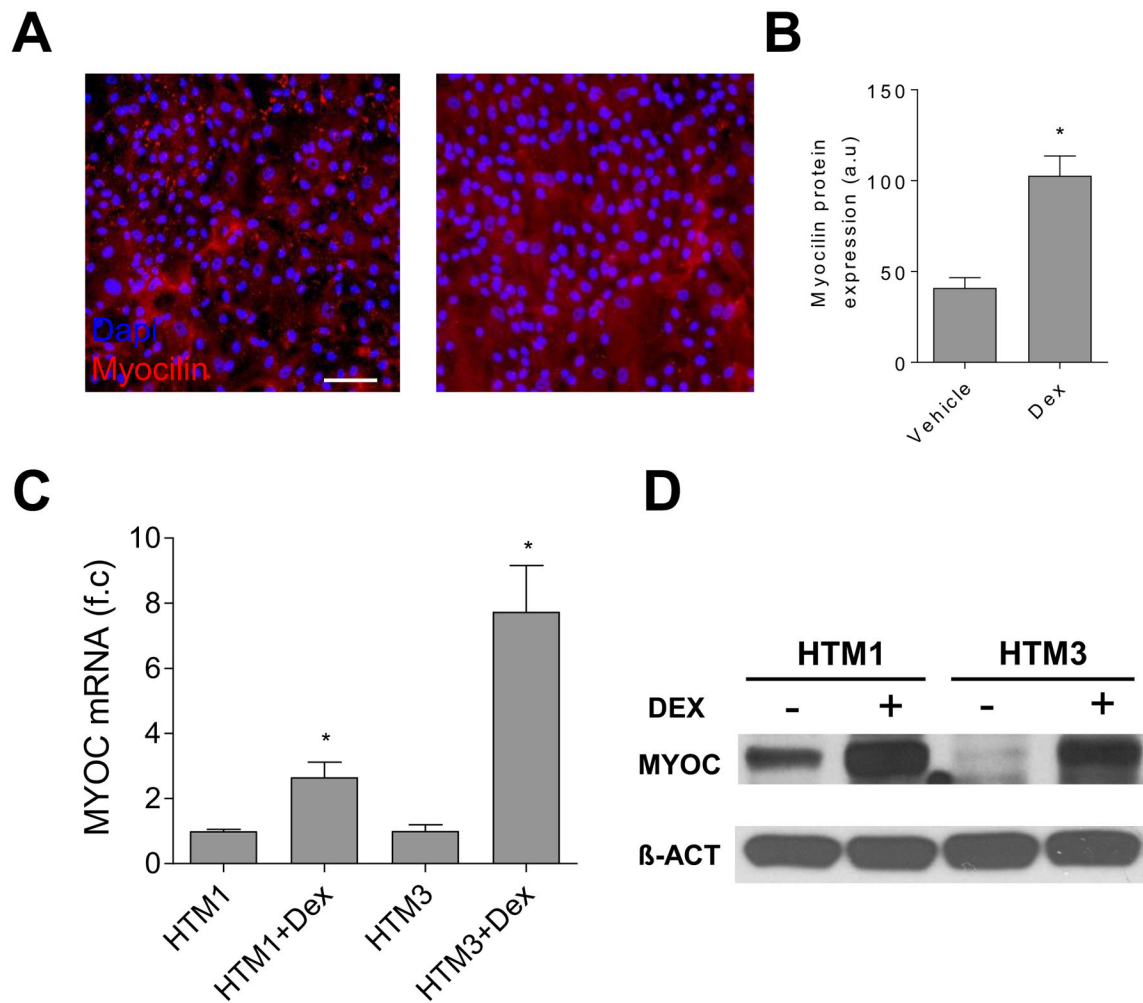 A
B
Dapi
Myocilin
Myocilin protein
expression (a.u)
150
100
50
0
*
Vehicle
Dex
C
MYOC mRNA (f.c)
10
8
6
4
2
0
*
*
HTM1
HTM1+Dex
HTM3
HTM3+Dex
D
HTM1 HTM3
DEX - + - +
MYOC
ß-ACT